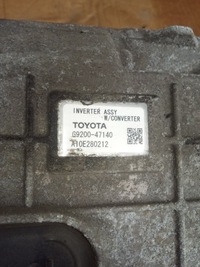 INVERTER ASSY
W/CONVERTER
TOYOTA
G9200-47140
A10E280212